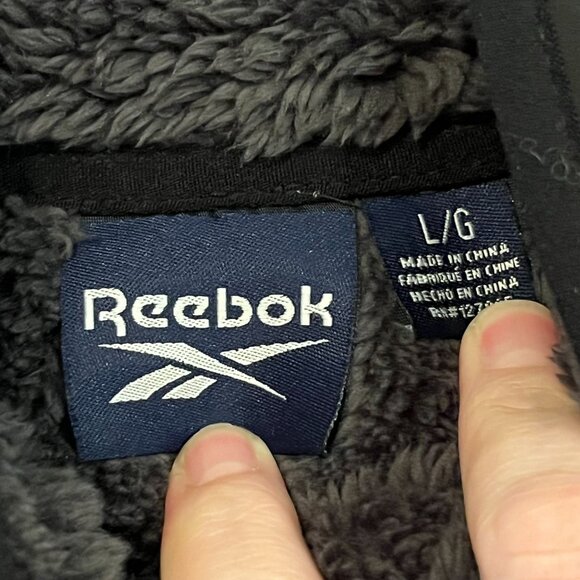 Reebok
L/G
MADE IN CHINA
FABRIQUÉ EN CHINE
HECHO EN CHINA